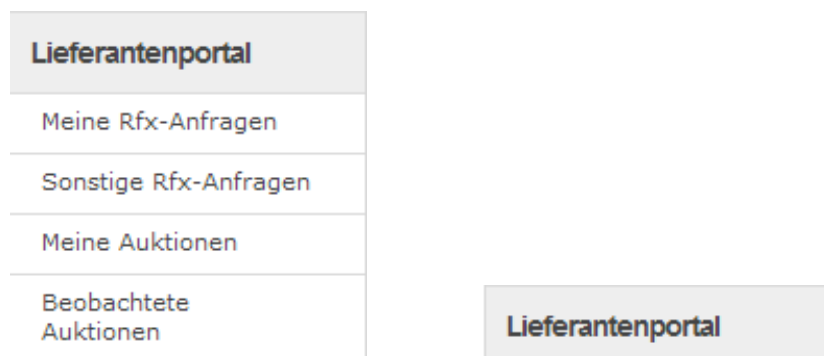 Lieferantenportal
Meine Rfx-Anfragen
Sonstige Rfx-Anfragen
Meine Auktionen
Beobachtete
Auktionen
Lieferantenportal